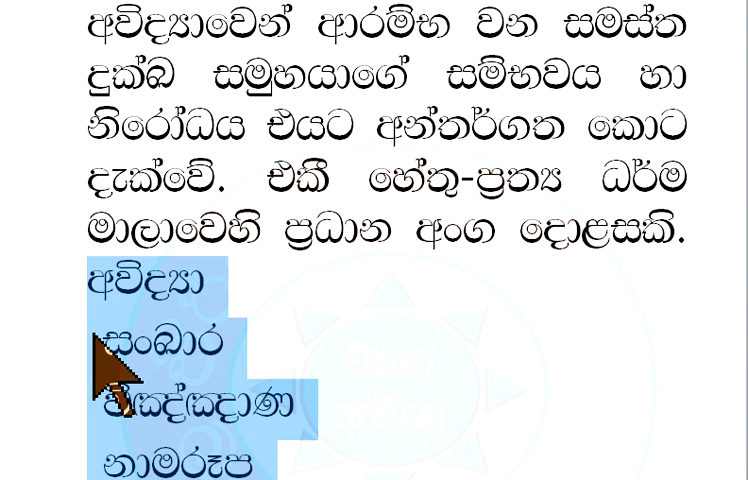 අවිද්‍යාවෙන් ආරම්භ වන සමස්ත
දුක්ඛ සමුහයාගේ සම්භවය හා
නිරෝධය එයට අන්තර්ගත කොට
දැක්වේ. එකී හේතු-ප්‍රත්‍ය ධර්ම
මාලාවෙහි ප්‍රධාන අංග දොළසකි.
අවිද්‍යා
සංඛාර
විඤ්ඤාණ
නාමරූප